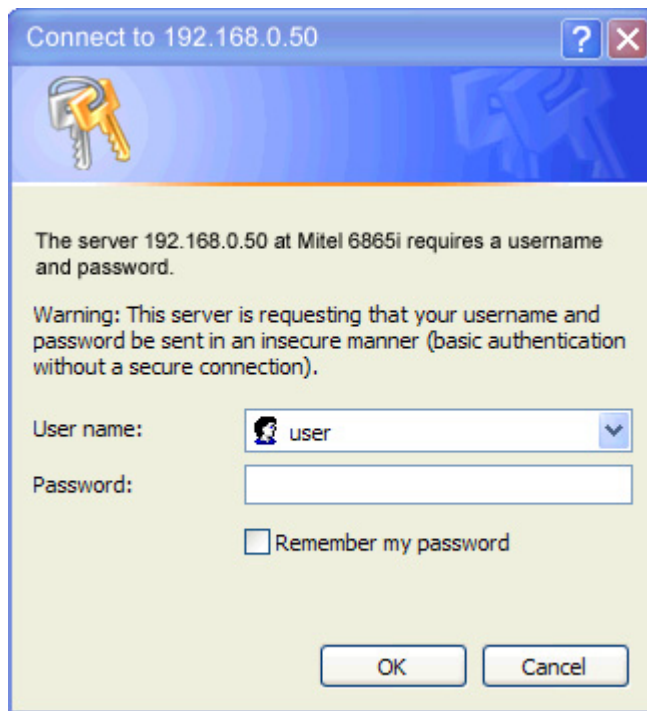 Connect to 192.168.0.50
?
The server 192.168.0.50 at Mitel 6865i requires a username
and password.
Warning: This server is requesting that your username and
password be sent in an insecure manner (basic authentication
without a secure connection).
User name:
user
Password:
Remember my password
OK
Cancel